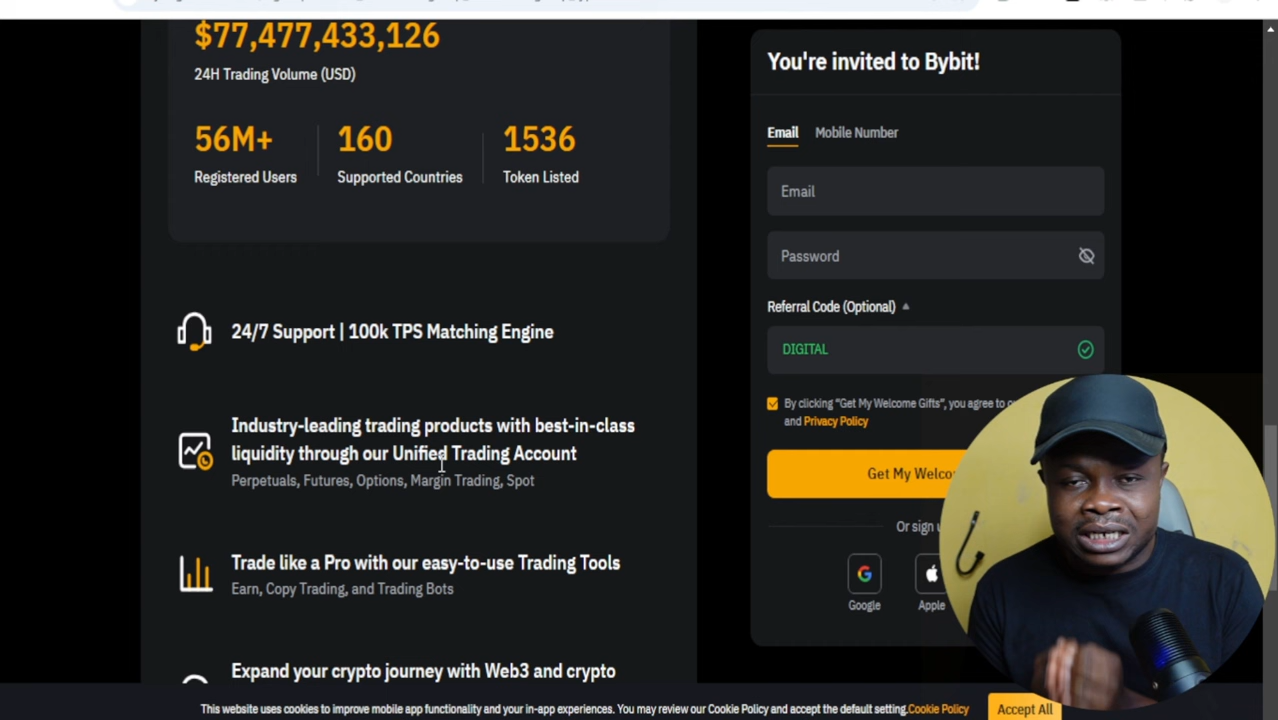 $77,477,433,126
24H Trading Volume (USD)
56M+
160
1536
Registered Users
Supported Countries
Token Listed
24/7 Support | 100k TPS Matching Engine
Industry-leading trading products with best-in-class
liquidity through our Unified Trading Account
Perpetuals, Futures, Options, Margin Trading, Spot
Trade like a Pro with our easy-to-use Trading Tools
Earn, Copy Trading, and Trading Bots
Expand your crypto journey with Web3 and crypto
You're invited to Bybit!
Email
Mobile Number
Email
Password
Referral Code (Optional)
DIGITAL
By clicking "Get My Welcome Gifts", you agree to
and Privacy Policy
Get My
Or sign
Google
Apple
This website uses cookies to improve mobile app functionality and your in-app experiences. You may review our Cookie Policy and accept the default setting.Cookie Policy
Accept All